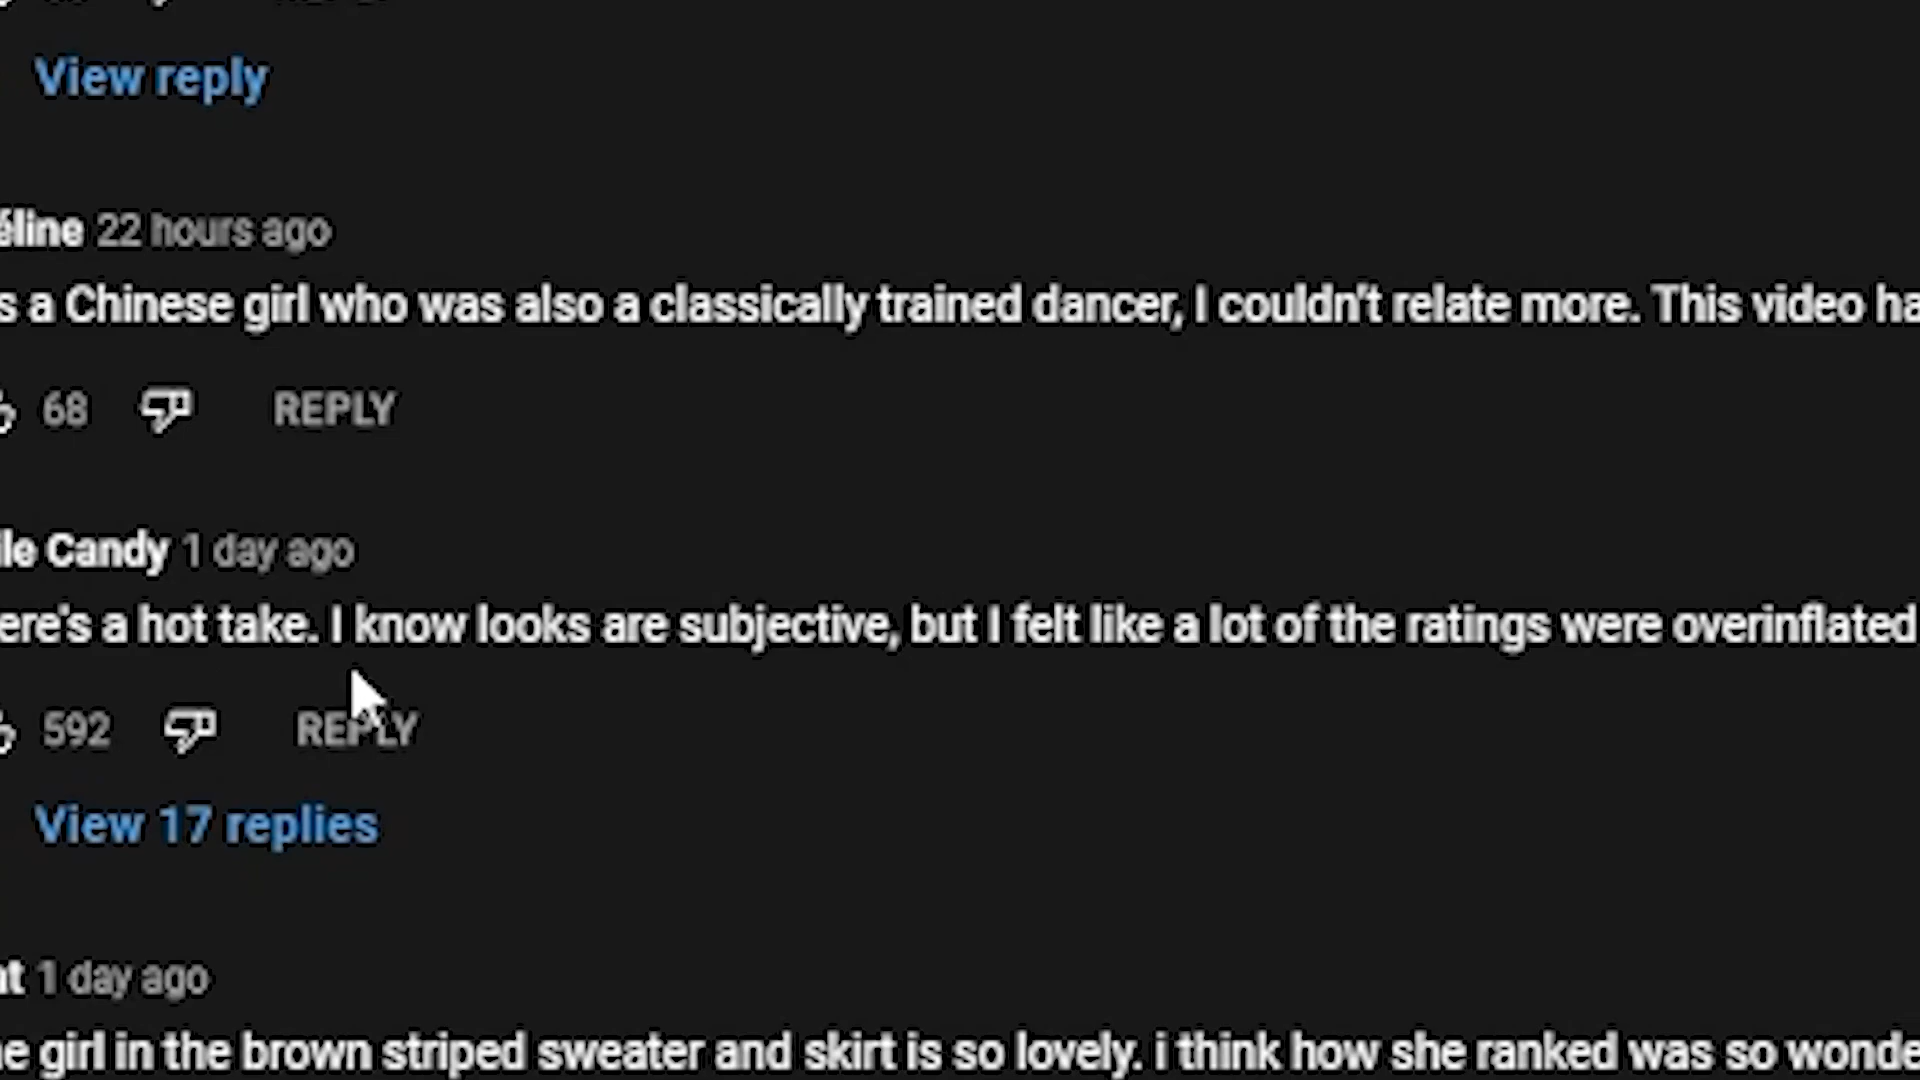 View reply
éline 22 hours ago
s a Chinese girl who was also a classically trained dancer, I couldn't relate more. This video ha
68 REPLY
ile Candy 1 day ago
ere's a hot take. I know looks are subjective, but I felt like a lot of the ratings were overinflated
592 REPLY
View 17 replies
at 1 day ago
he girl in the brown striped sweater and skirt is so lovely. i think how she ranked was so wonde